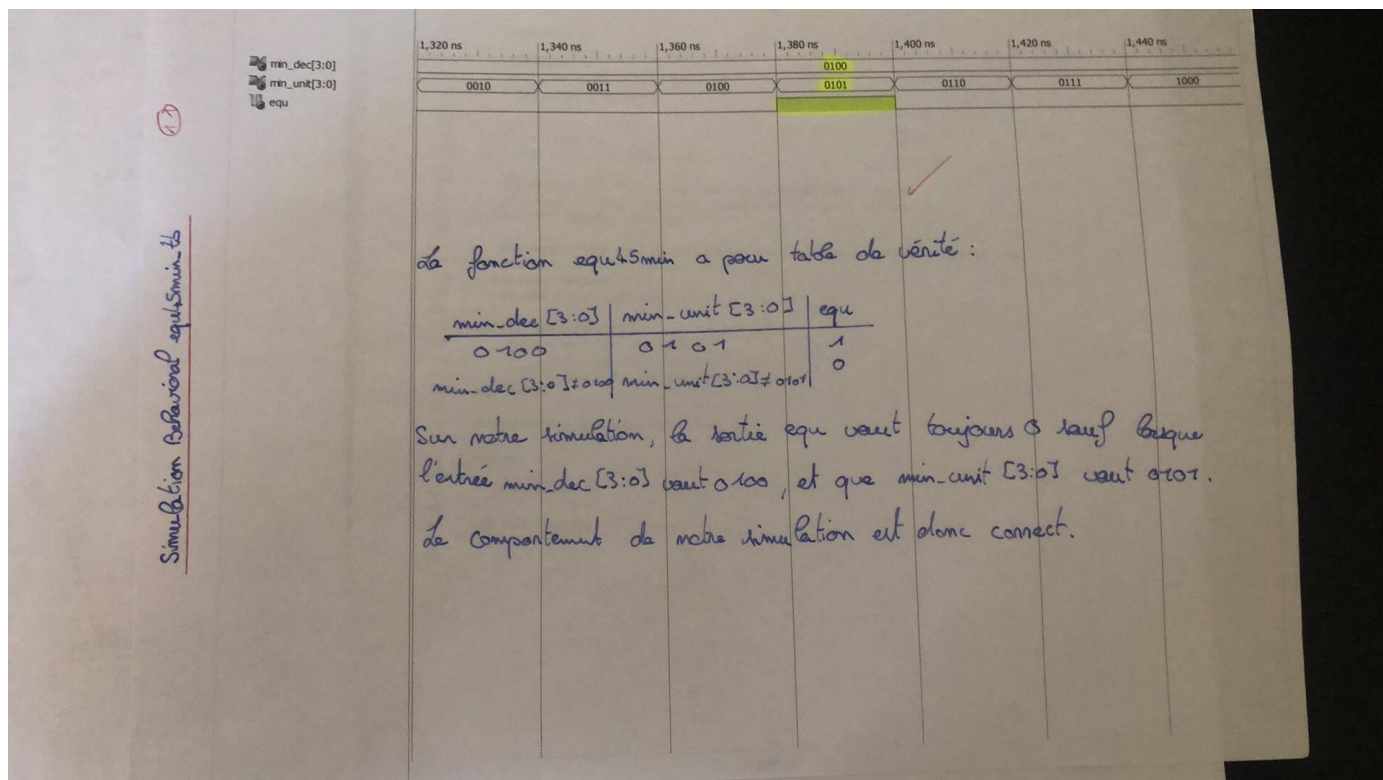 1,320 ns 1,340 ns 1,360 ns 1,380 ns 1,400 ns 1,420 ns 1,440 ns
min_dec[3:0] 0100
min_unit[3:0] 0010 0011 0100 0101 0110 0111 1000
equ
11
Simulation Behavioral equ45min_tb
La fonction equ45min a pour table de vérité :
min_dec [3:0] min_unit [3:0] equ
0100 0101 1
0
min_dec [3:0]≠0100 min_unit[3:0]≠0101
Sur notre simulation, la sortie equ vaut toujours 0 sauf lorsque
l'entrée min_dec [3:0] vaut 0100, et que min_unit [3:0] vaut 0101.
Le comportement de notre simulation est donc correct.